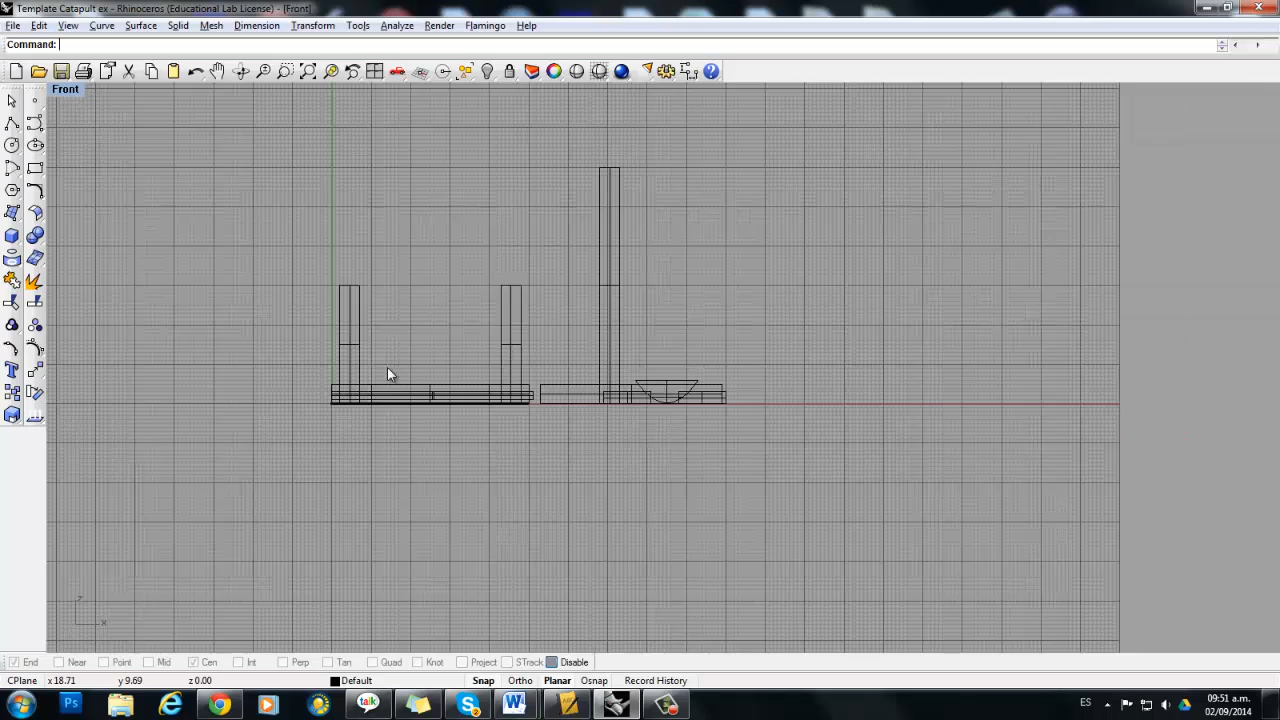 Template Catapult ex - Rhinoceros (Educational Lab License) - [Front]
File Edit View Curve Surface Solid Mesh Dimension Transform Tools Analyze Render Flamingo Help
Command:
Front
z
x
End Near Point Mid Cen Int Perp Tan Quad Knot Project STrack Disable
CPlane x 18.71 y 9.69 z 0.00 Default Snap Ortho Planar Osnap Record History
Ps talk S W ES 09:51 a.m.
02/09/2014